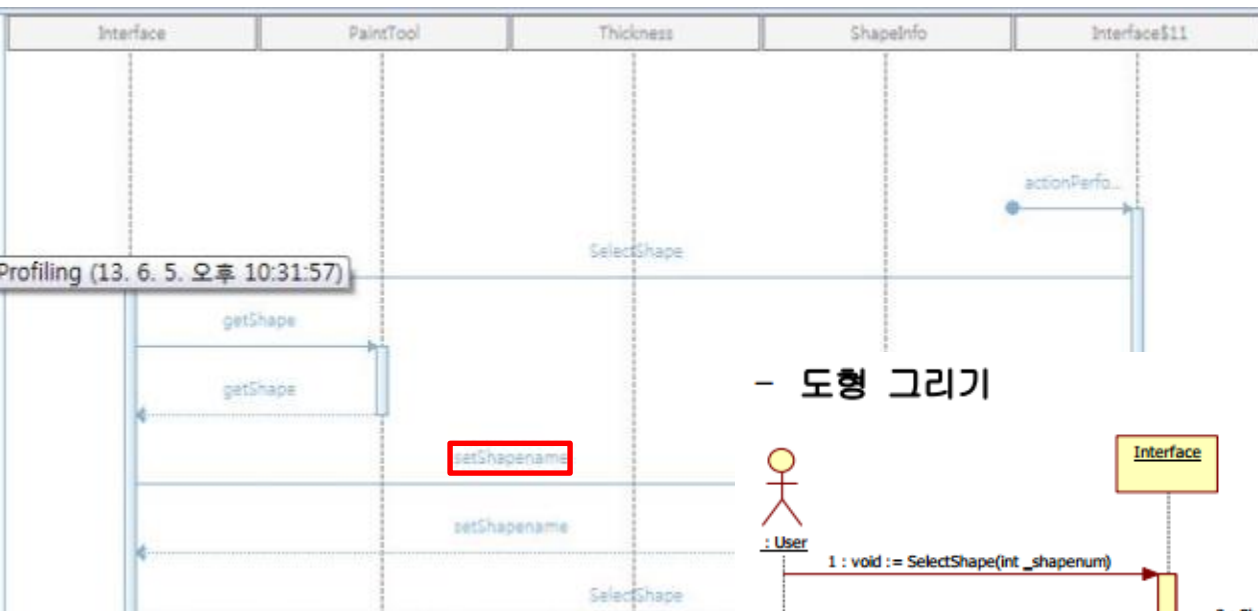 Interface PaintTool Thickness ShapeInfo Interface$11
actionPerfo...
SelectShape
Profiling (13. 6. 5. 오후 10:31:57)
getShape
getShape
- 도형 그리기
setShapename
Interface
setShapename
: User
1 : void := SelectShape(int _shapenum)
SelectShape